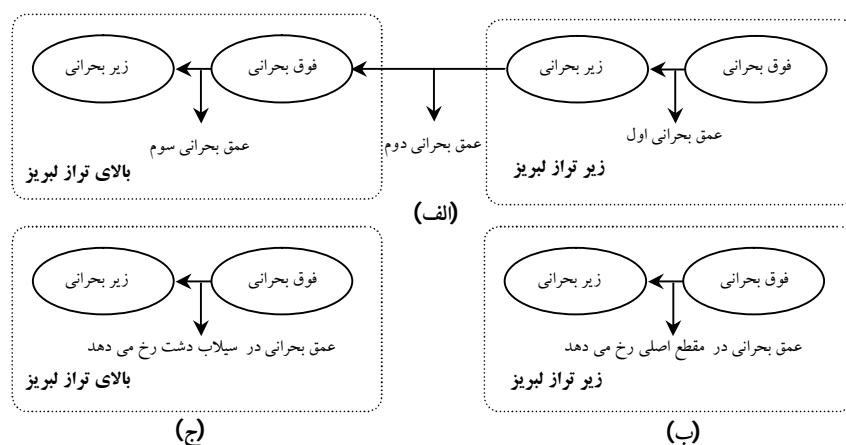 فوق بحرانی
زیر بحرانی
فوق بحرانی
زیر بحرانی
عمق بحرانی اول
عمق بحرانی دوم
عمق بحرانی سوم
زیر تراز لبریز
بالای تراز لبریز
(الف)
فوق بحرانی
زیر بحرانی
فوق بحرانی
زیر بحرانی
عمق بحرانی در مقطع اصلی رخ می دهد
عمق بحرانی در سیلاب دشت رخ می دهد
زیر تراز لبریز
بالای تراز لبریز
(ب)
(ج)